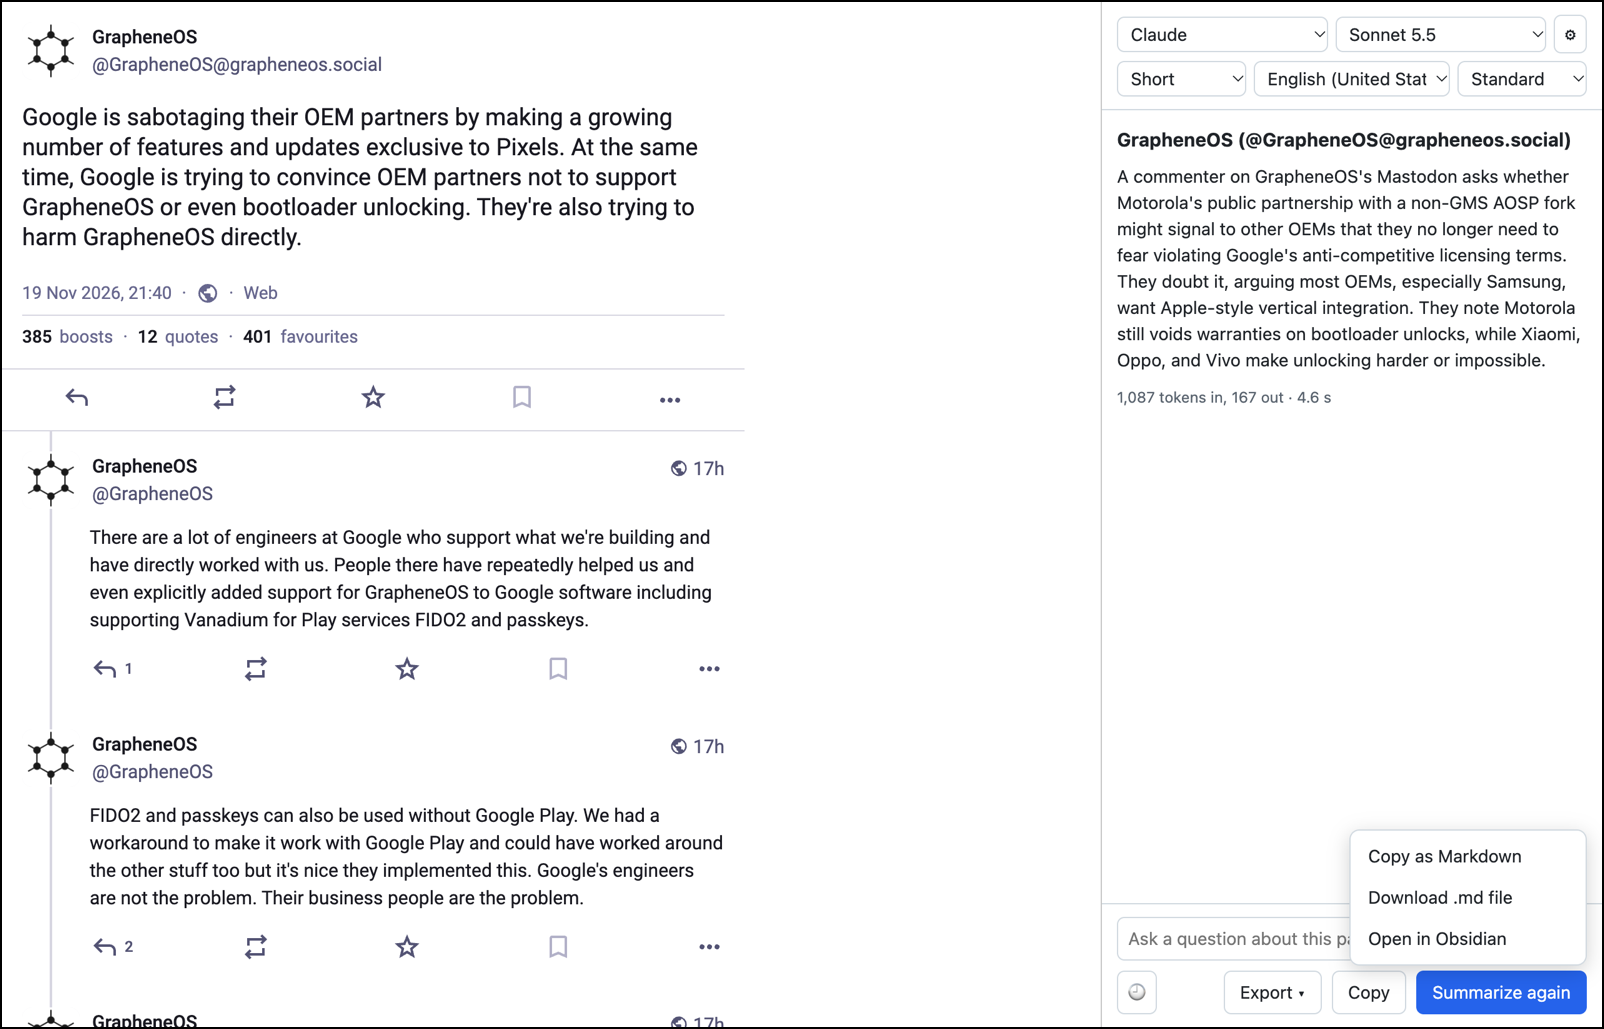 GrapheneOS
@GrapheneOS@grapheneos.social
Google is sabotaging their OEM partners by making a growing
number of features and updates exclusive to Pixels. At the same
time, Google is trying to convince OEM partners not to support
GrapheneOS or even bootloader unlocking. They're also trying to
harm GrapheneOS directly.
19 Nov 2026, 21:40 · · Web
385 boosts · 12 quotes · 401 favourites
GrapheneOS
17h
@GrapheneOS
There are a lot of engineers at Google who support what we're building and
have directly worked with us. People there have repeatedly helped us and
even explicitly added support for GrapheneOS to Google software including
supporting Vanadium for Play services FIDO2 and passkeys.
1
GrapheneOS
17h
@GrapheneOS
FIDO2 and passkeys can also be used without Google Play. We had a
workaround to make it work with Google Play and could have worked around
the other stuff too but it's nice they implemented this. Google's engineers
are not the problem. Their business people are the problem.
2
GrapheneOS
17h
Claude
Sonnet 5.5
Short
English (United Stat
Standard
GrapheneOS (@GrapheneOS@grapheneos.social)
A commenter on GrapheneOS's Mastodon asks whether
Motorola's public partnership with a non-GMS AOSP fork
might signal to other OEMs that they no longer need to
fear violating Google's anti-competitive licensing terms.
They doubt it, arguing most OEMs, especially Samsung,
want Apple-style vertical integration. They note Motorola
still voids warranties on bootloader unlocks, while Xiaomi,
Oppo, and Vivo make unlocking harder or impossible.
1,087 tokens in, 167 out · 4.6 s
Copy as Markdown
Download .md file
Open in Obsidian
Ask a question about this pa
Export ▾
Copy
Summarize again